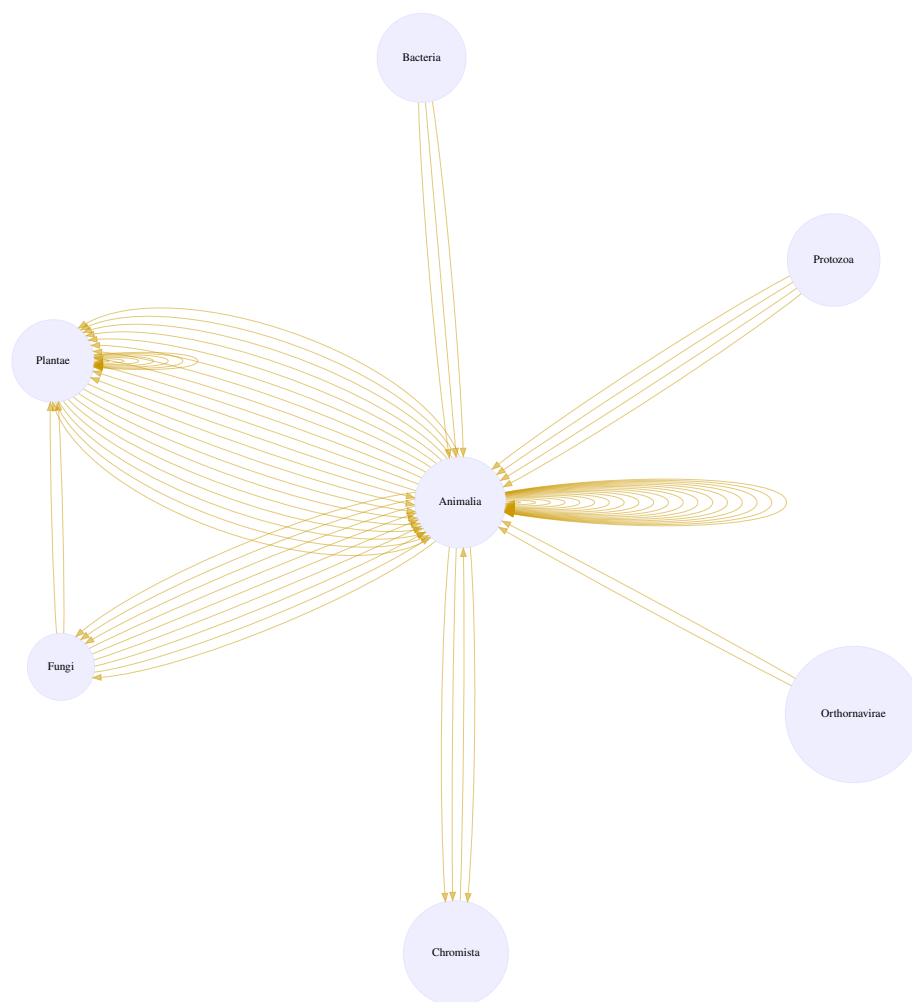 Bacteria
Protozoa
Plantae
Animalia
Fungi
Orthornavirae
Chromista